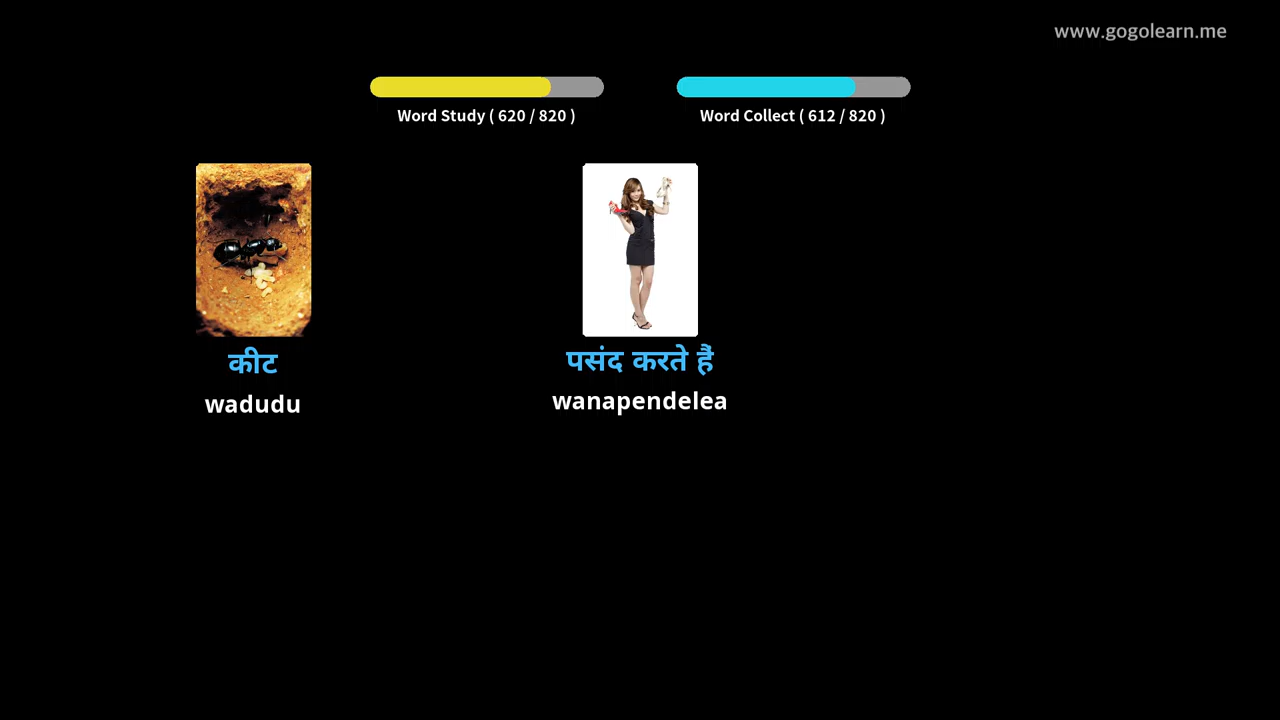 www.gogolearn.me
Word Study ( 620 / 820 )
Word Collect ( 612 / 820 )
कीट
wadudu
पसंद करते हैं
wanapendelea